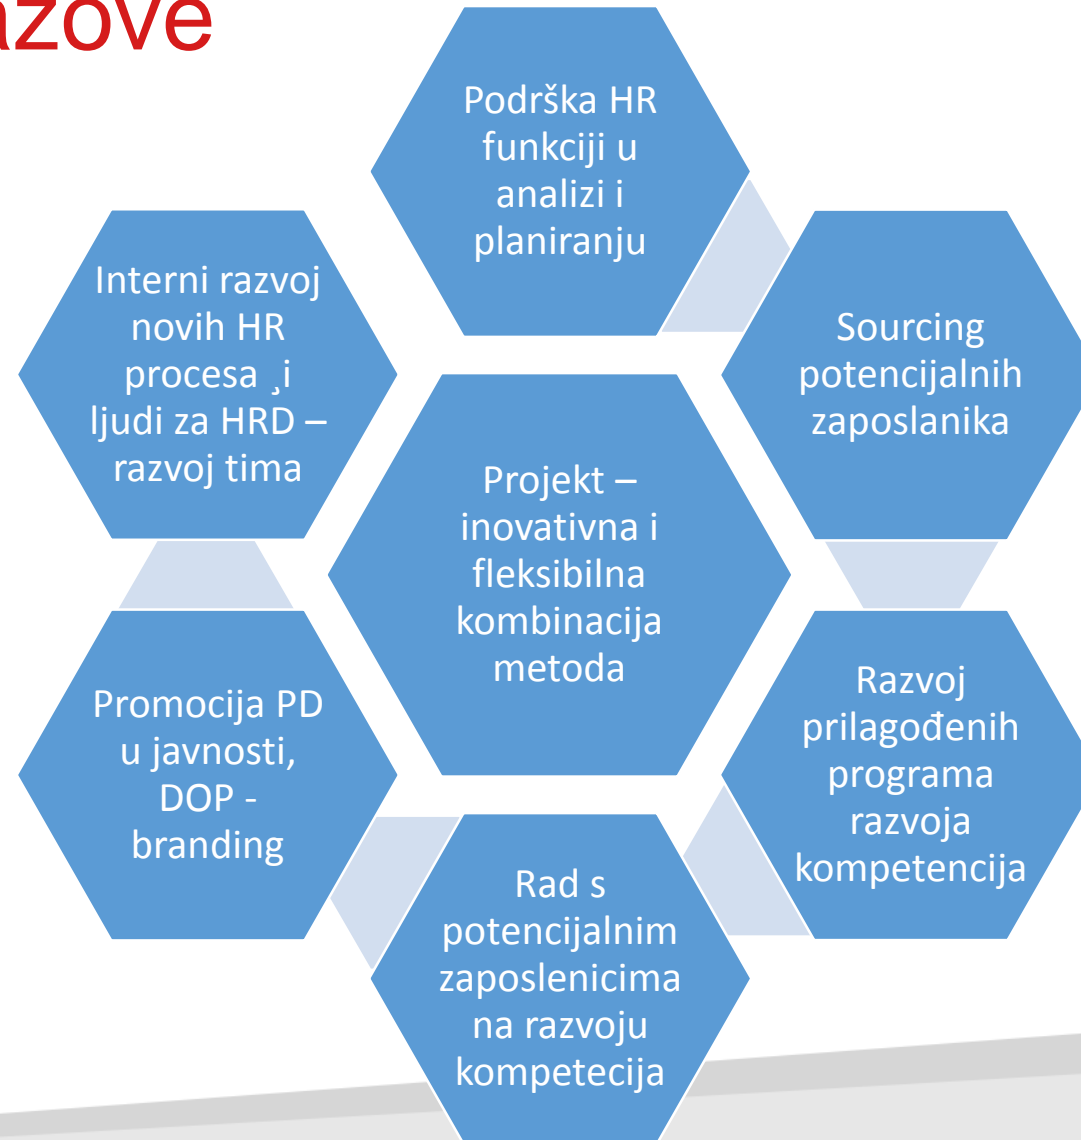 azove
Podrška HR
funkciji u
analizi i
planiranju
Sourcing
potencijalnih
zaposlanika
Razvoj
prilagođenih
programa
razvoja
kompetencija
Rad s
potencijalnim
zaposlenicima
na razvoju
kompetecija
Promocija PD
u javnosti,
DOP -
branding
Interni razvoj
novih HR
procesa ¸i
ljudi za HRD –
razvoj tima
Projekt –
inovativna i
fleksibilna
kombinacija
metoda